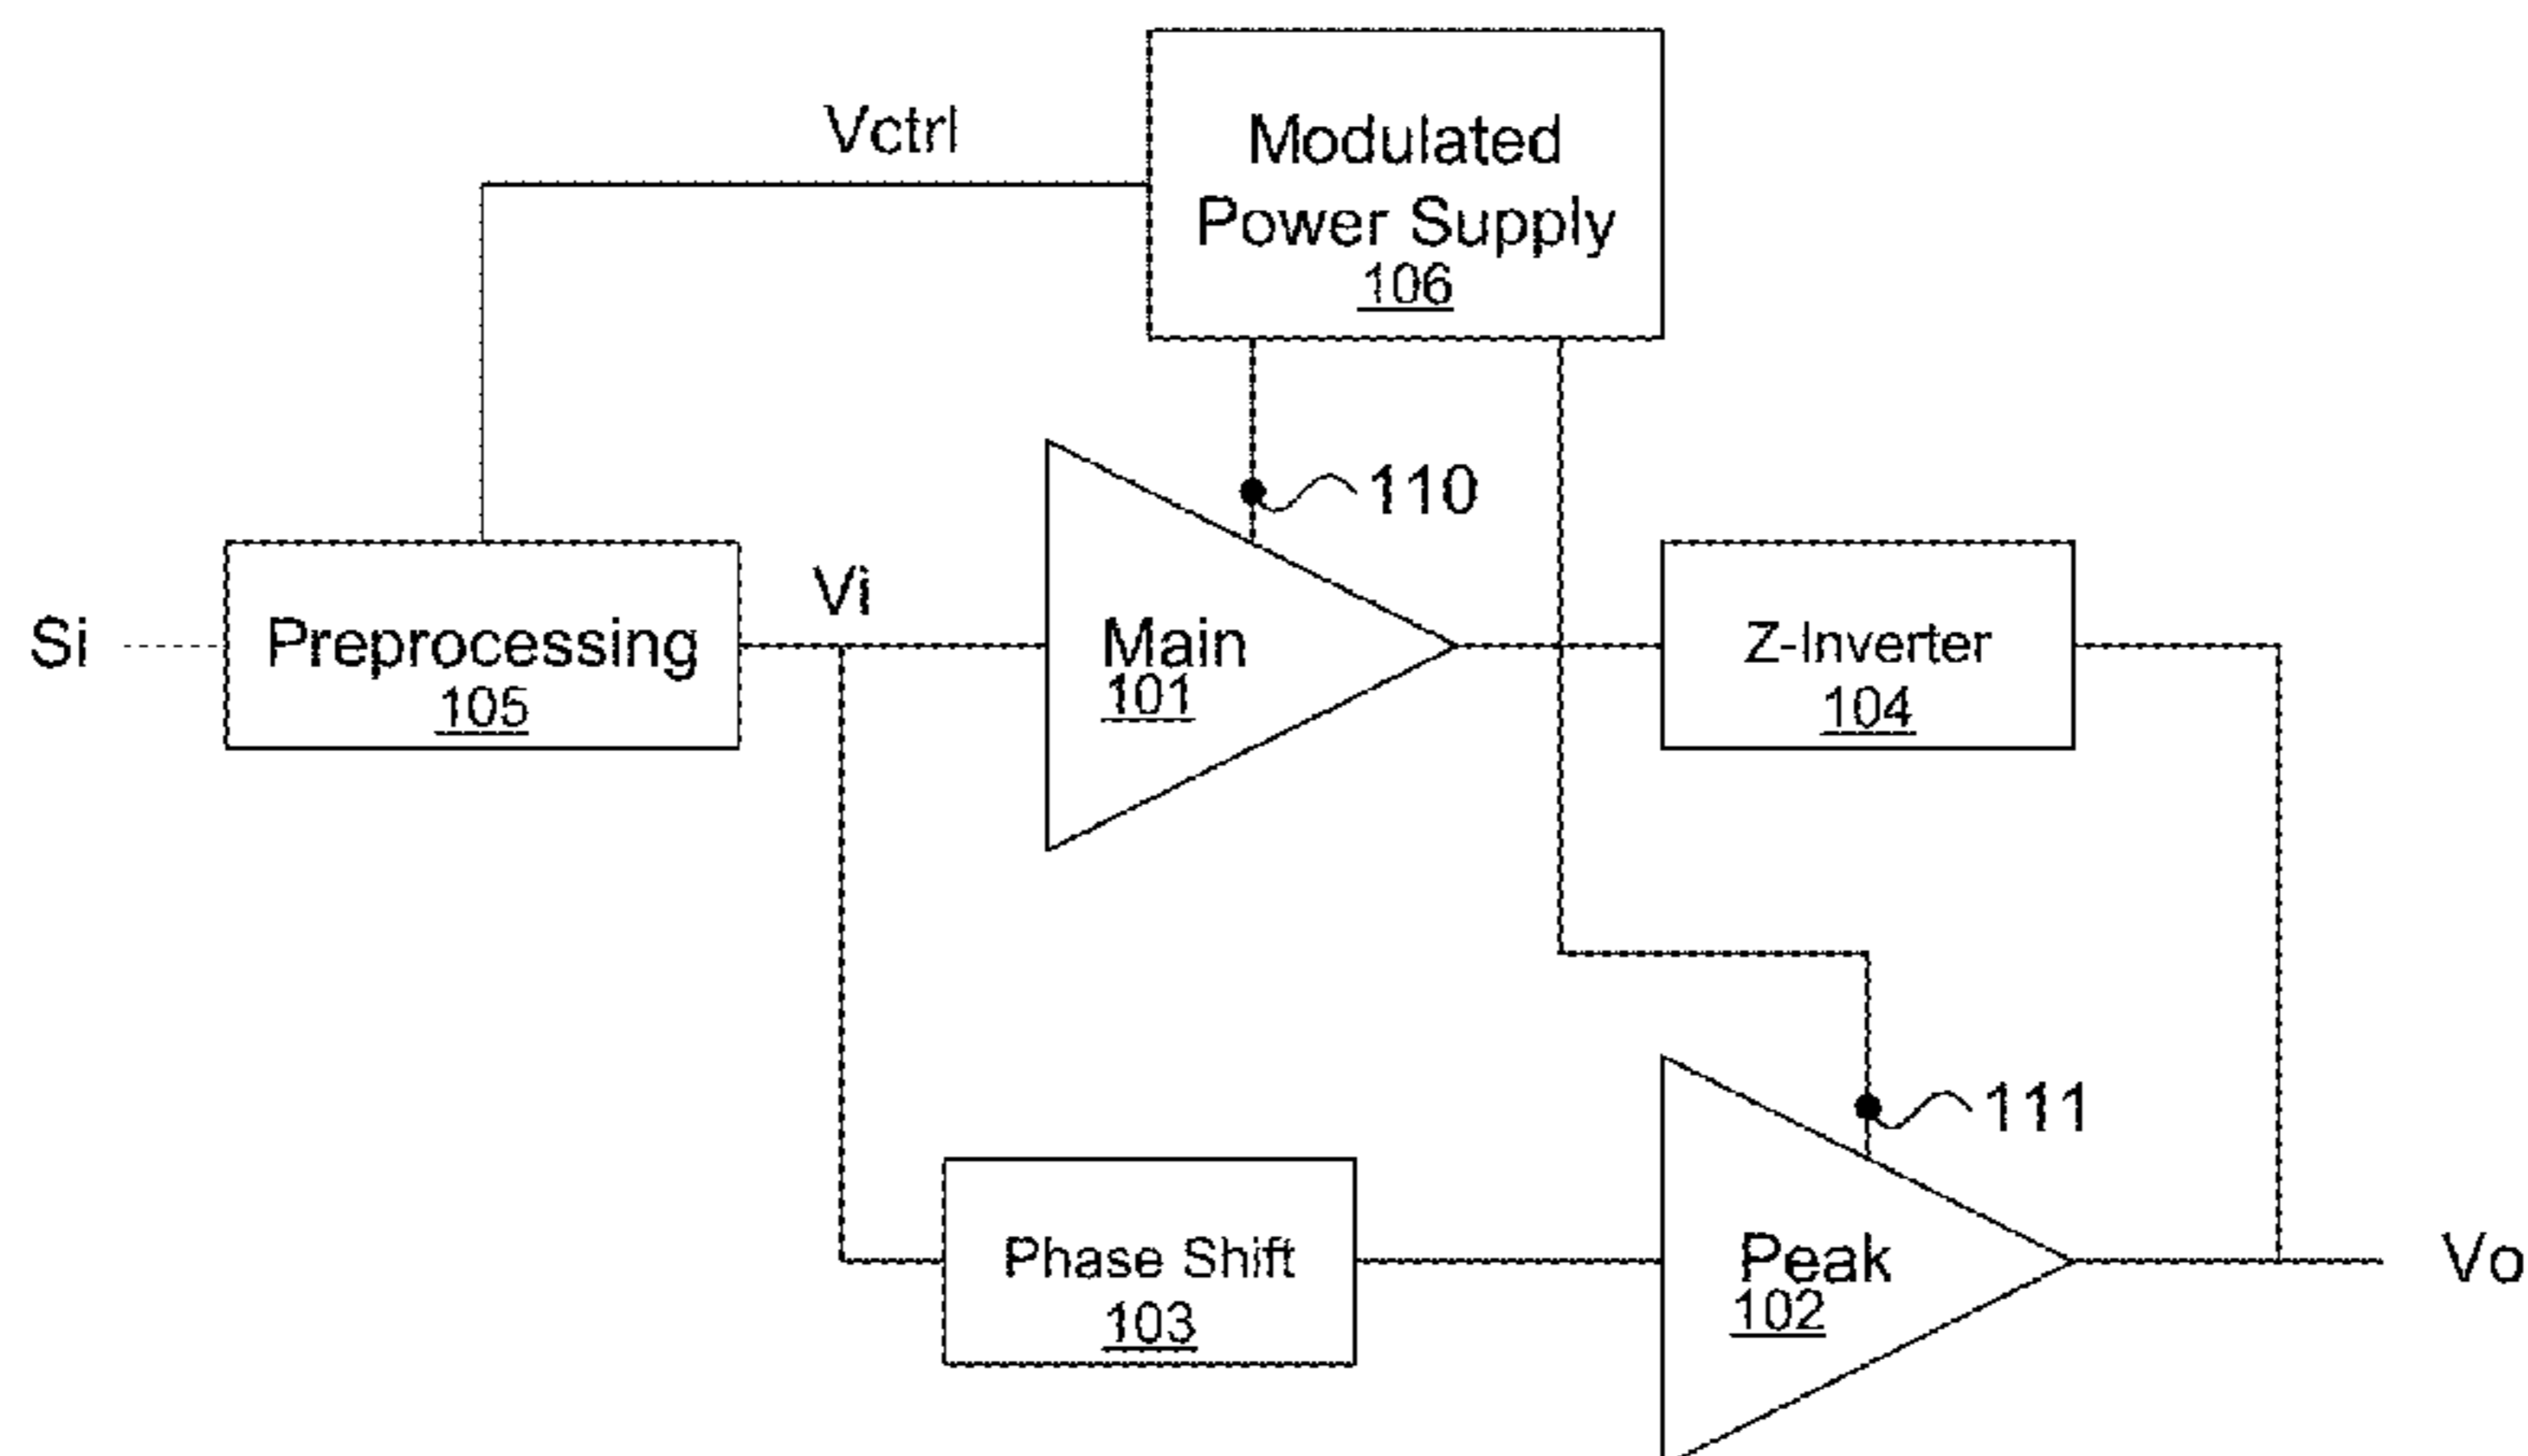 Vctrl
Modulated
Power Supply
106
110
Si
Preprocessing
105
Vi
Main
101
Z-Inverter
104
111
Phase Shift
103
Peak
102
Vo